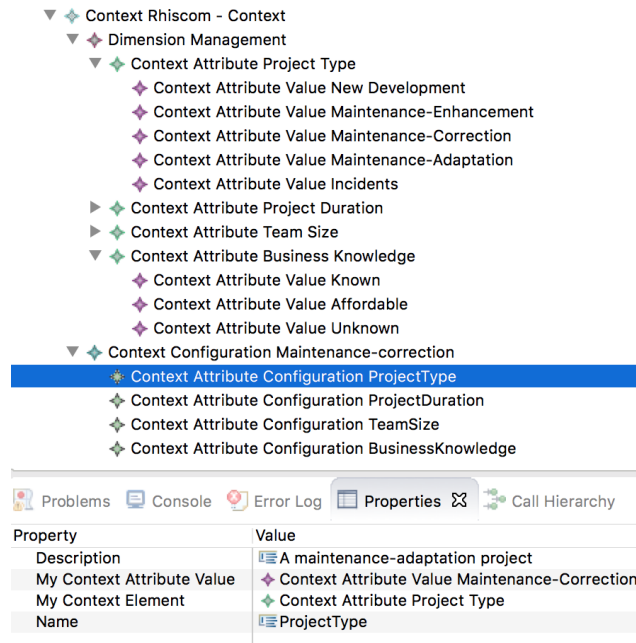 Context Rhiscom - Context
Dimension Management
Context Attribute Project Type
Context Attribute Value New Development
Context Attribute Value Maintenance-Enhancement
Context Attribute Value Maintenance-Correction
Context Attribute Value Maintenance-Adaptation
Context Attribute Value Incidents
Context Attribute Project Duration
Context Attribute Team Size
Context Attribute Business Knowledge
Context Attribute Value Known
Context Attribute Value Affordable
Context Attribute Value Unknown
Context Configuration Maintenance-correction
Context Attribute Configuration ProjectType
Context Attribute Configuration ProjectDuration
Context Attribute Configuration TeamSize
Context Attribute Configuration BusinessKnowledge
Problems Console Error Log Properties Call Hierarchy
Property Value
Description A maintenance-adaptation project
My Context Attribute Value Context Attribute Value Maintenance-Correction
My Context Element Context Attribute Project Type
Name ProjectType